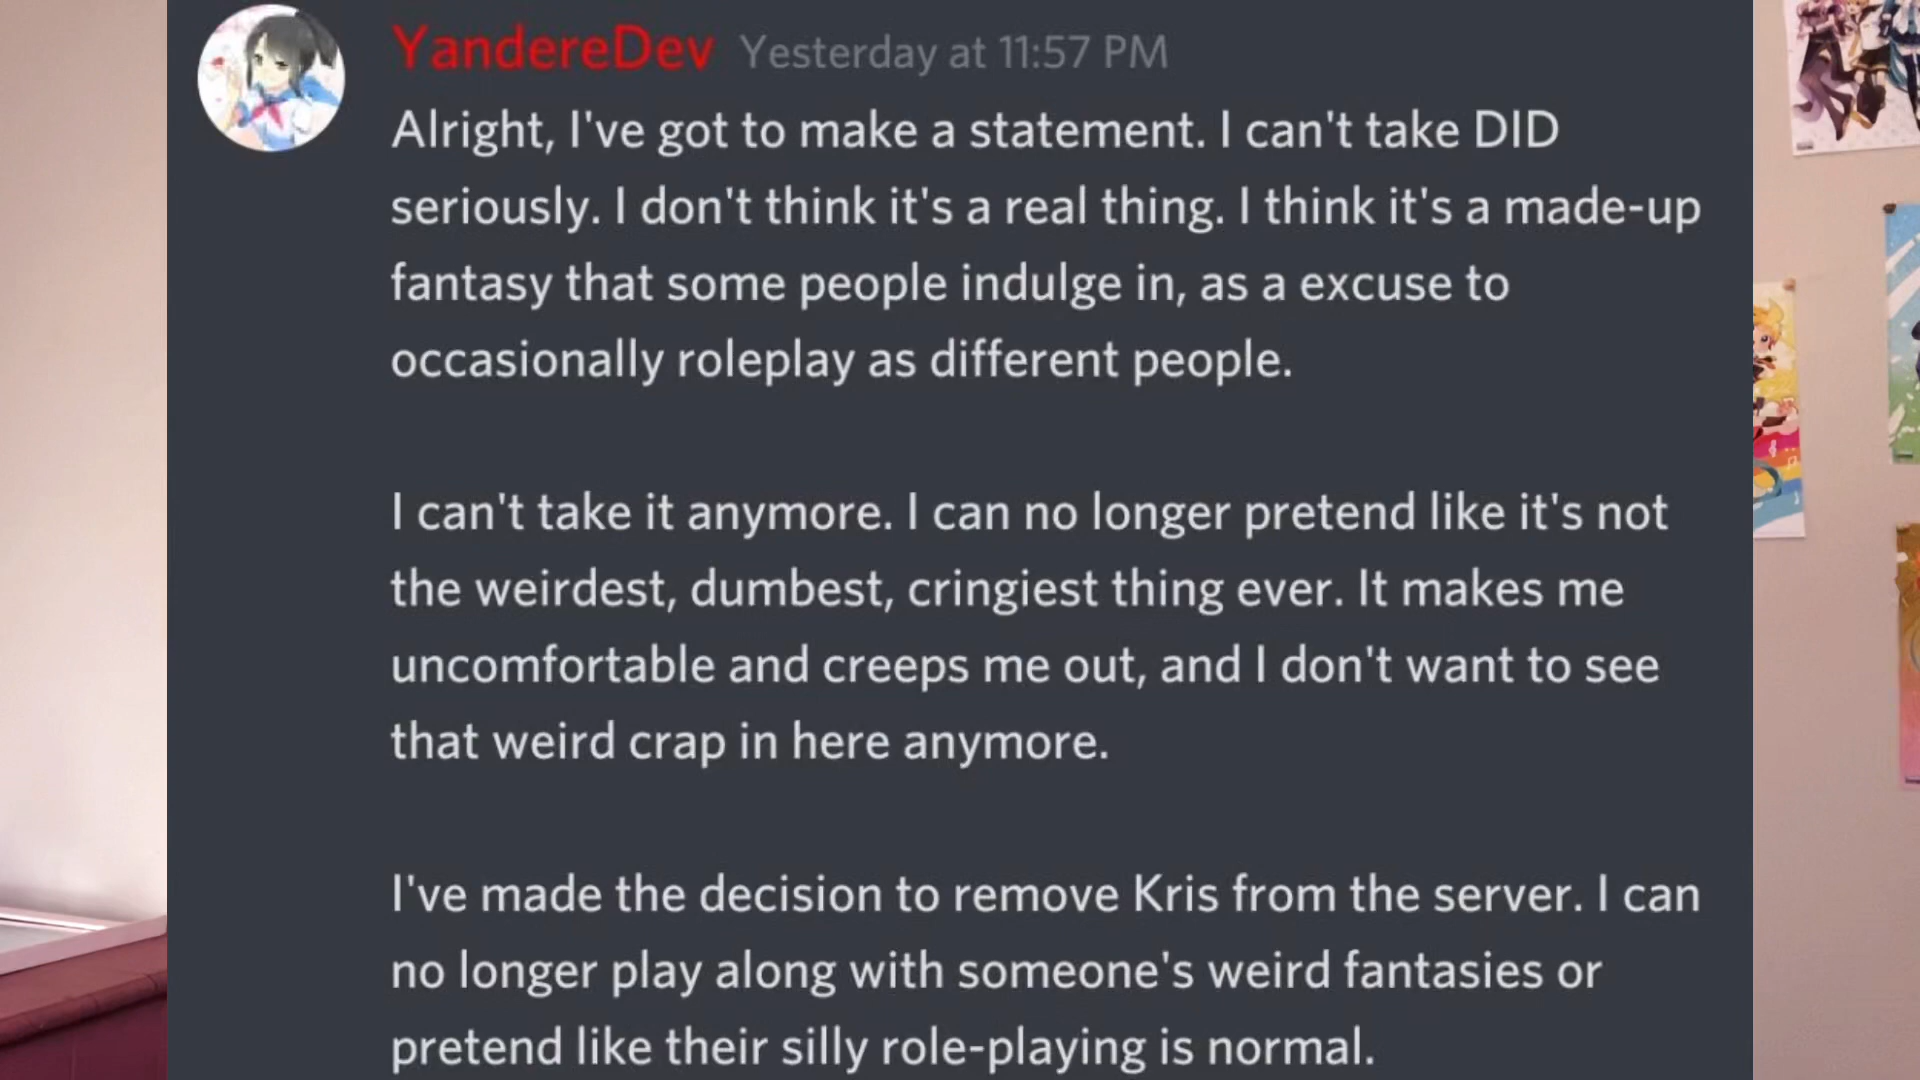 YandereDev Yesterday at 11:57 PM
Alright, I've got to make a statement. I can't take DID
seriously. I don't think it's a real thing. I think it's a made-up
fantasy that some people indulge in, as a excuse to
occasionally roleplay as different people.
I can't take it anymore. I can no longer pretend like it's not
the weirdest, dumbest, cringiest thing ever. It makes me
uncomfortable and creeps me out, and I don't want to see
that weird crap in here anymore.
I've made the decision to remove Kris from the server. I can
no longer play along with someone's weird fantasies or
pretend like their silly role-playing is normal.